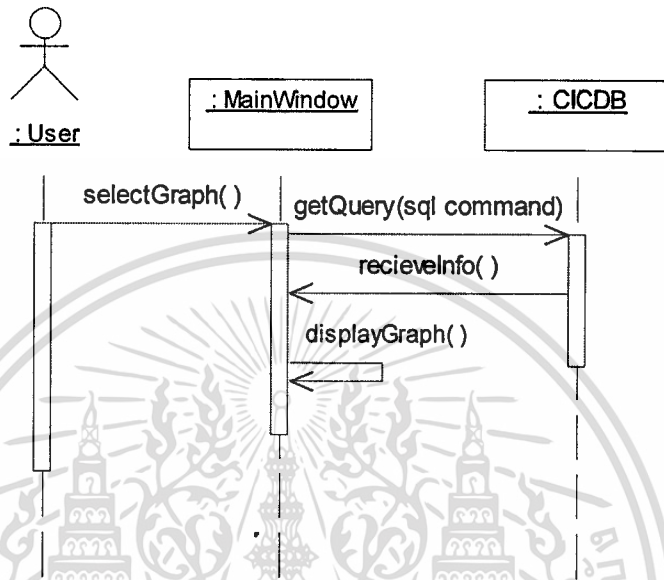 : User
: MainWindow
: CICDB
selectGraph( )
getQuery(sql command)
recieveInfo( )
displayGraph( )